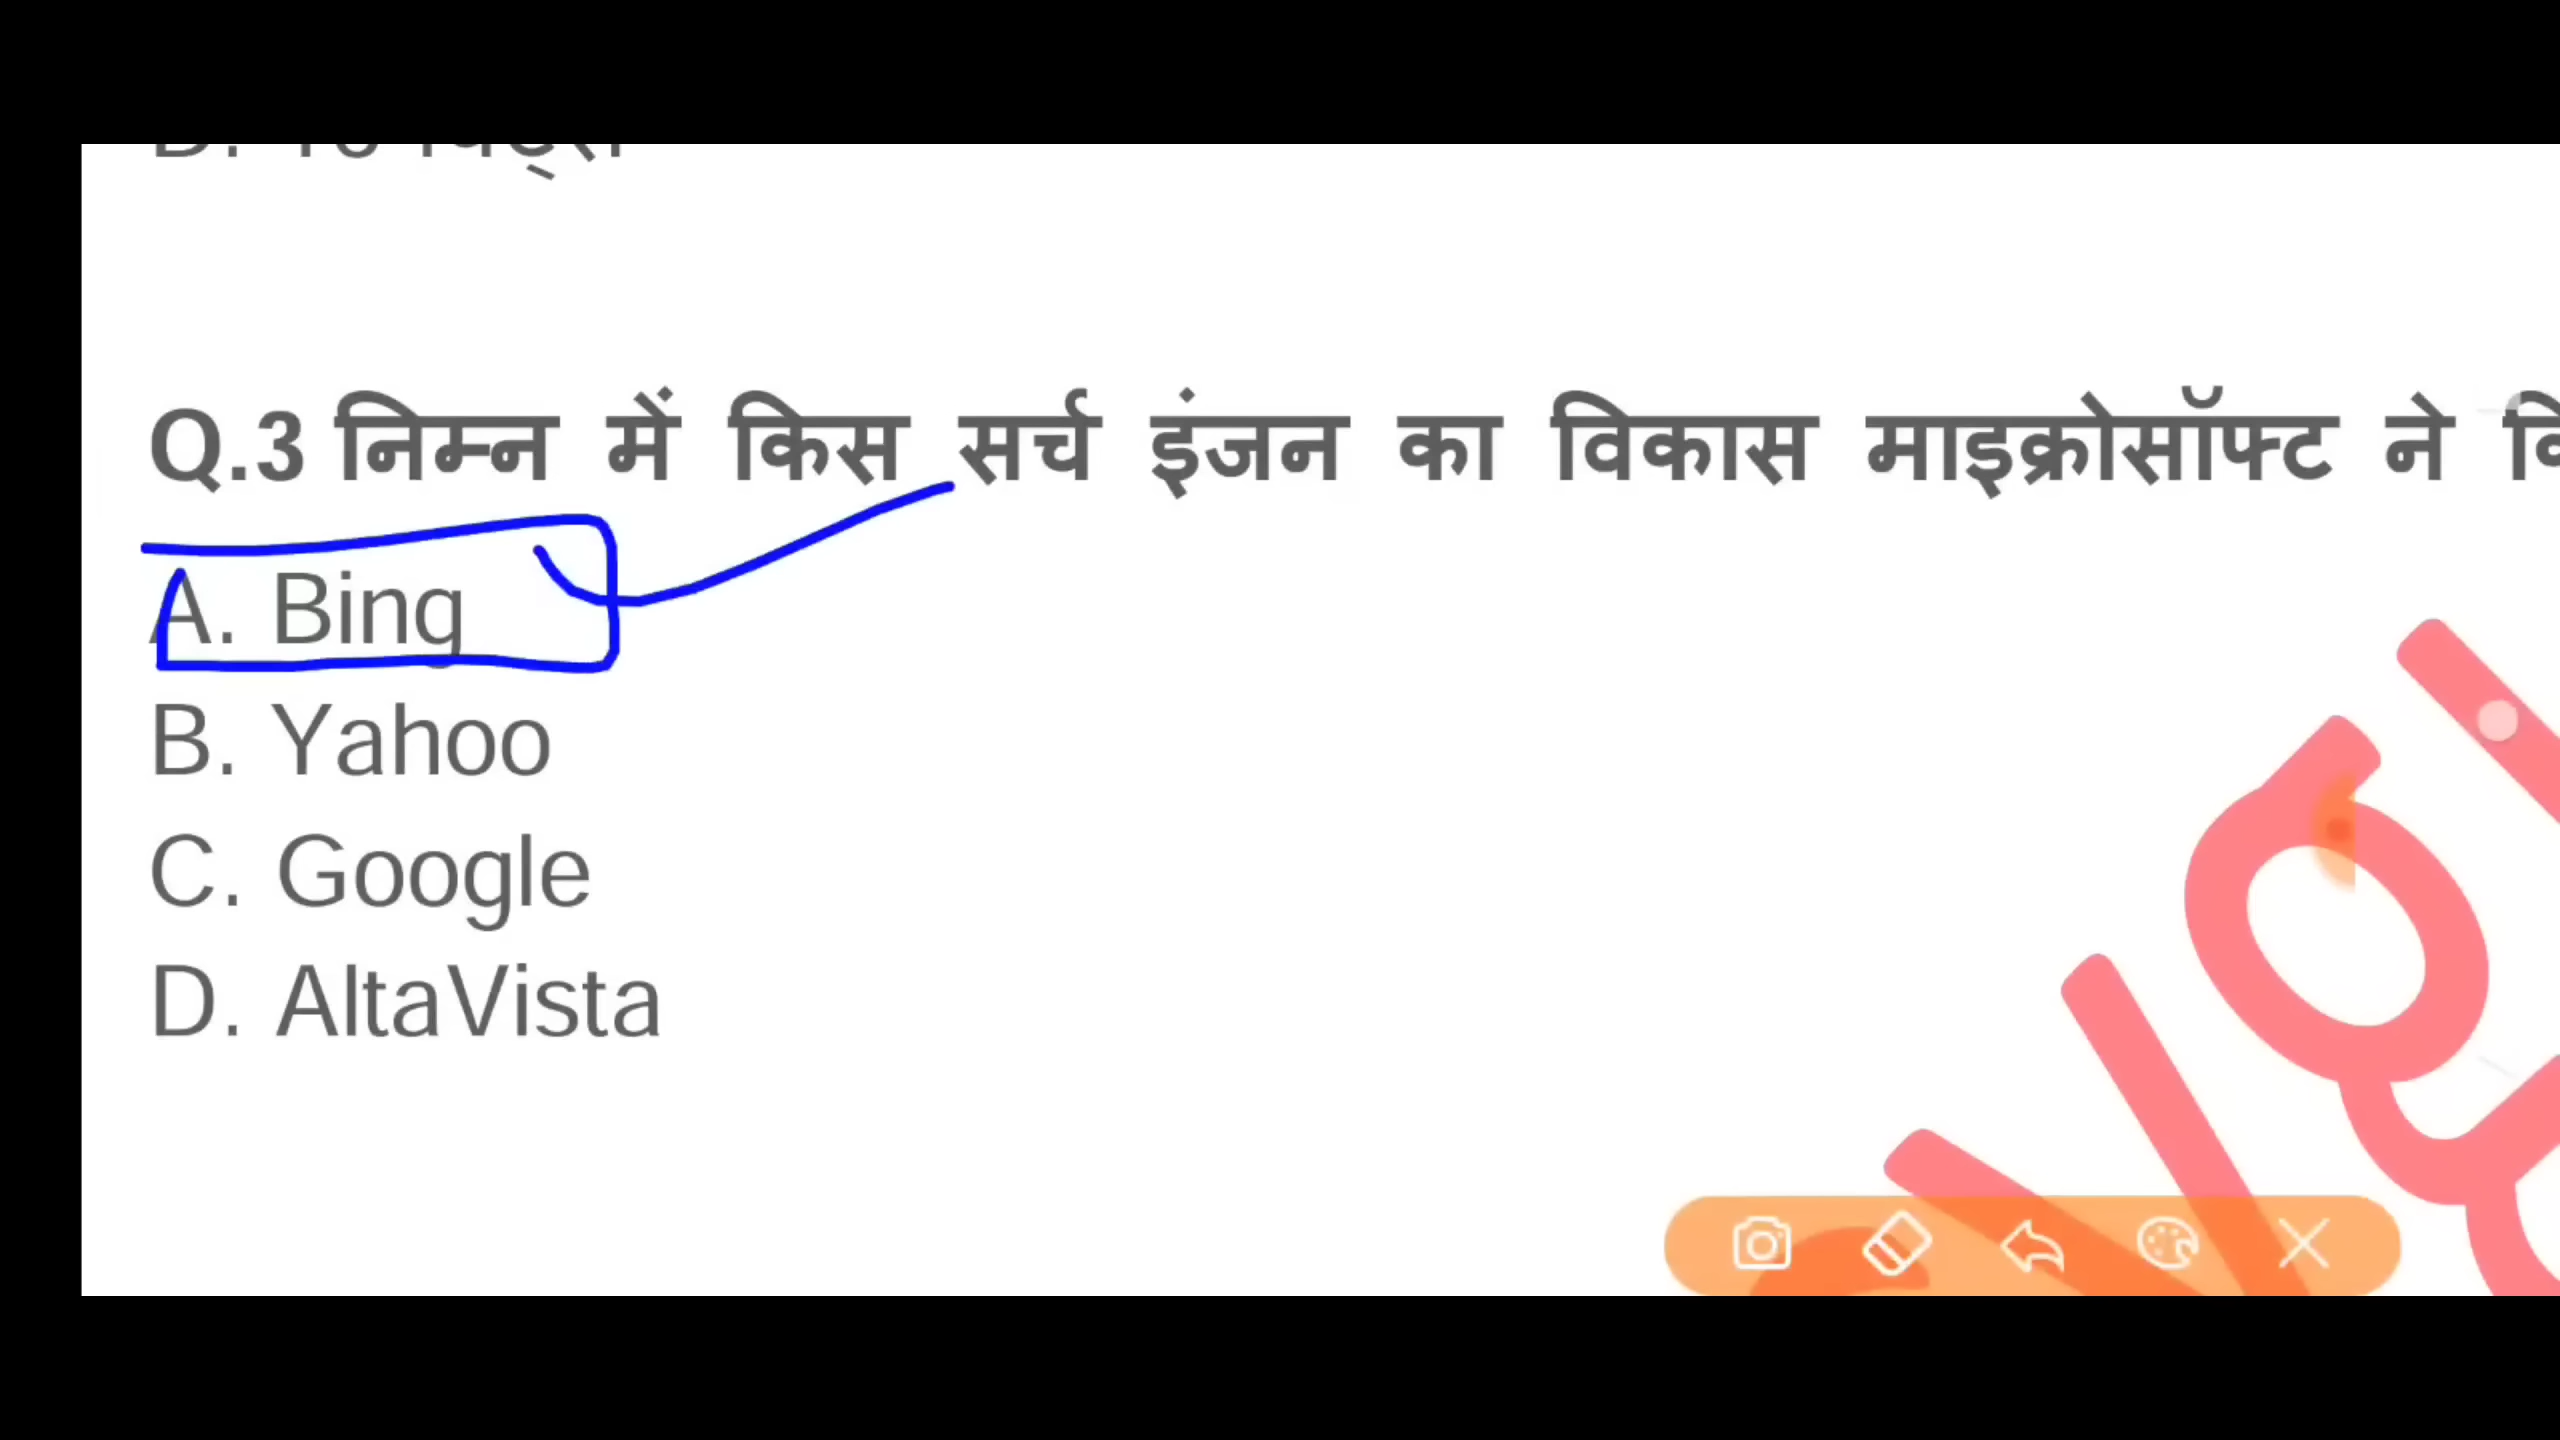 Q.3 निम्न में किस सर्च इंजन का विकास माइक्रोसॉफ्ट ने
A. Bing
B. Yahoo
C. Google
D. AltaVista